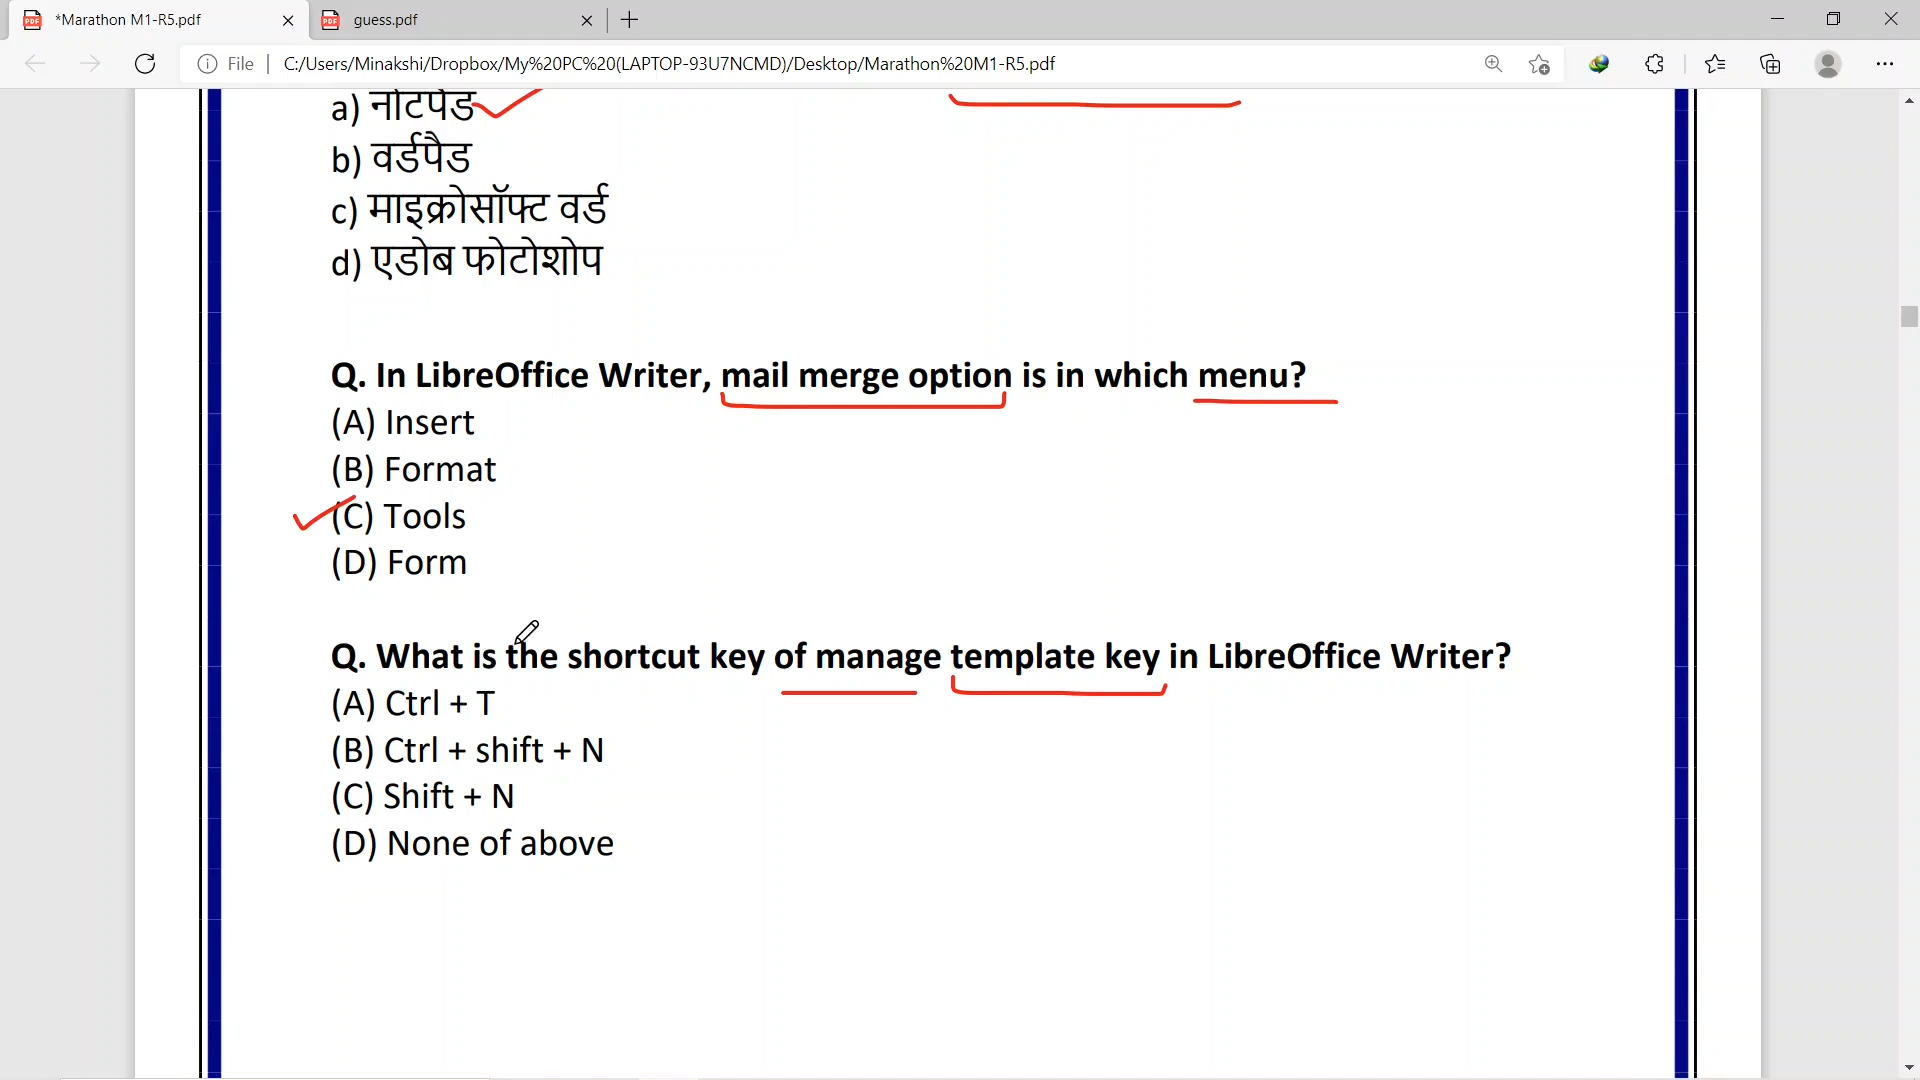 *Marathon M1-R5.pdf
guess.pdf
File | C:/Users/Minakshi/Dropbox/My%20PC%20(LAPTOP-93U7NCMD)/Desktop/Marathon%20M1-R5.pdf
a) नोटपैड
b) वर्डपैड
c) माइक्रोसॉफ्ट वर्ड
d) एडोब फोटोशोप
Q. In LibreOffice Writer, mail merge option is in which menu?
(A) Insert
(B) Format
(C) Tools
(D) Form
Q. What is the shortcut key of manage template key in LibreOffice Writer?
(A) Ctrl + T
(B) Ctrl + shift + N
(C) Shift + N
(D) None of above